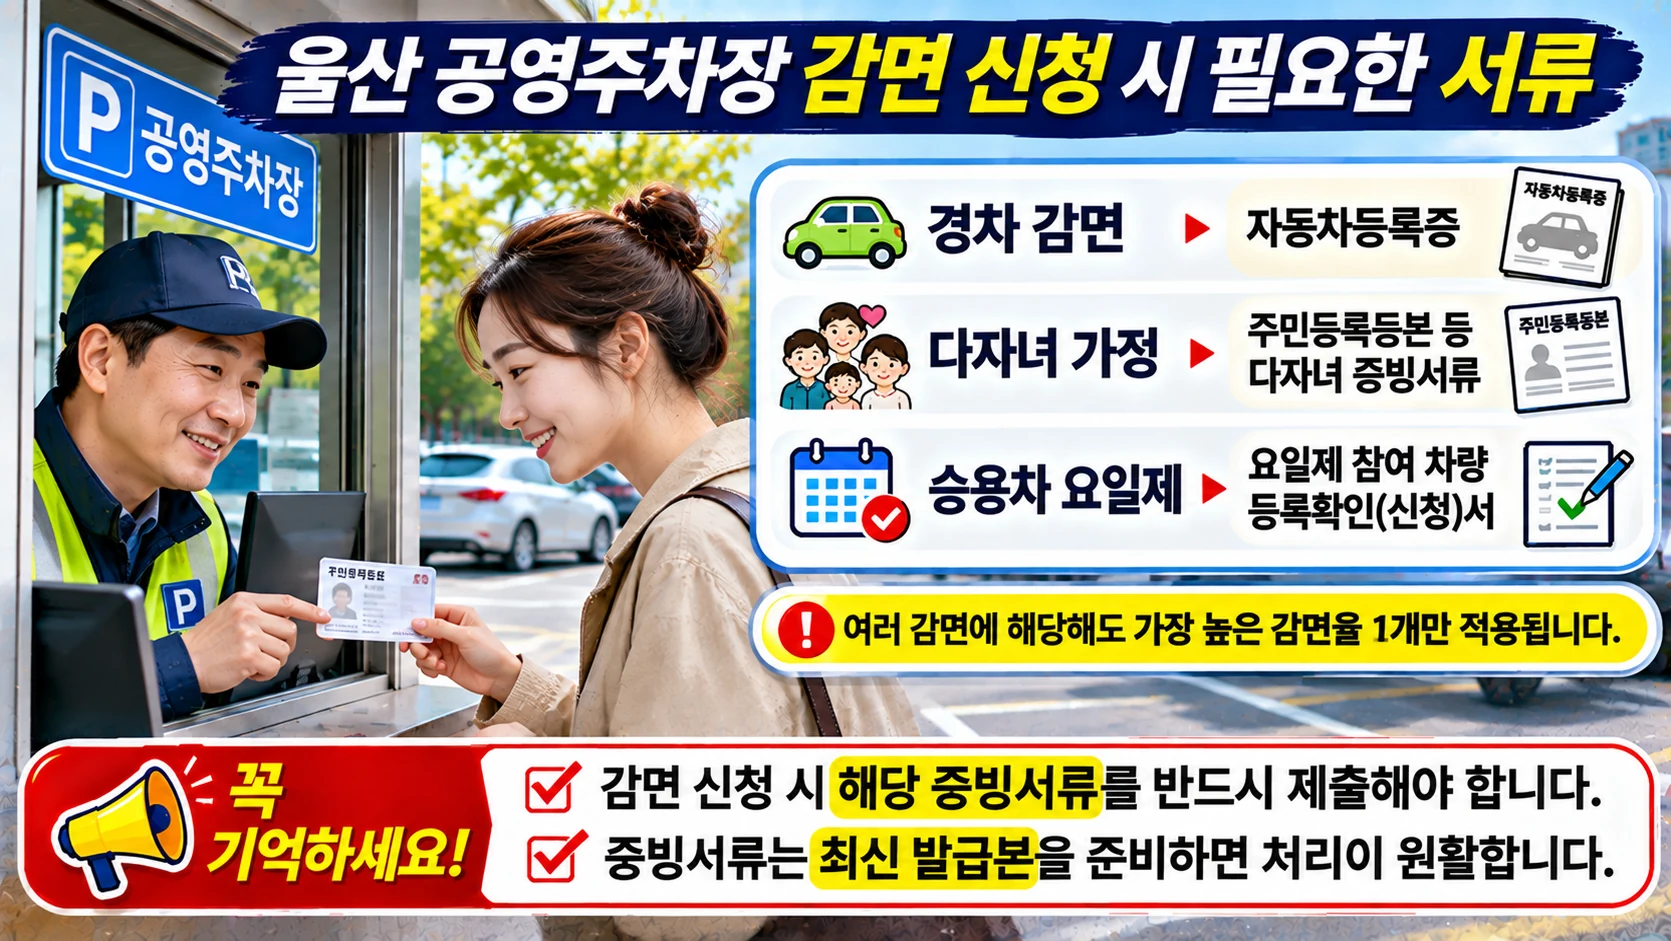 울산 공영주차장 감면 신청 시 필요한 서류
P 공영주차장
P
P
경차 감면
자동차등록증
자동차등록증
다자녀 가정
주민등록등본 등
다자녀 증빙서류
주민등록등본
승용차 요일제
요일제 참여 차량
등록확인(신청)서
! 여러 감면에 해당해도 가장 높은 감면율 1개만 적용됩니다.
꼭
기억하세요!
감면 신청 시 해당 증빙서류를 반드시 제출해야 합니다.
증빙서류는 최신 발급본을 준비하면 처리이 원활합니다.